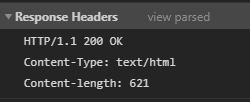 Response Headers view parsed
HTTP/1.1 200 OK
Content-Type: text/html
Content-length: 621